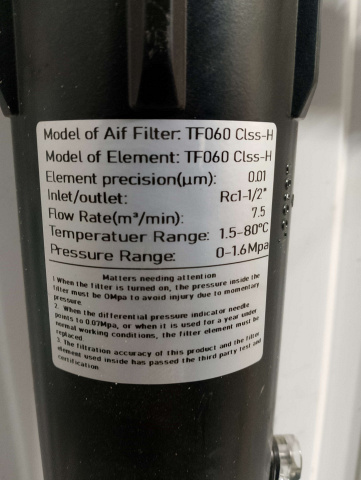 Model of Aif Filter: TF060 Clss-H
Model of Element: TF060 Clss-H
Element precision(μm): 0.01
Inlet/outlet: Rc1-1/2"
Flow Rate(m³/min): 7.5
Temperatuer Range: 1.5-80°C
Pressure Range: 0-1.6Mpa
Matters needing attention
1 When the filter is turned on, the pressure inside the
filter must be 0Mpa to avoid injury due to momentary
pressure.
2. When the differential pressure indicator needle
points to 0.07Mpa, or when it is used for a year under
normal working conditions, the filter element must be
replaced.
3. The filtration accuracy of this product and the filter
element used inside has passed the third party test and
certification